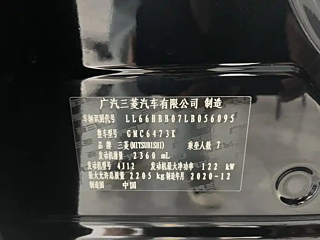 广汽三菱汽车有限公司 制造
车辆识别代号 LL66HBB07LB056095
整车型号 GMC6473K
品 牌 三菱(MITSUBISHI) 乘坐人数 7
发动机排量 2360 mL
发动机型号 4J12 发动机最大净功率 122 kW
最大允许总质量 2205 kg 制造年月 2020-12
制造国 中国